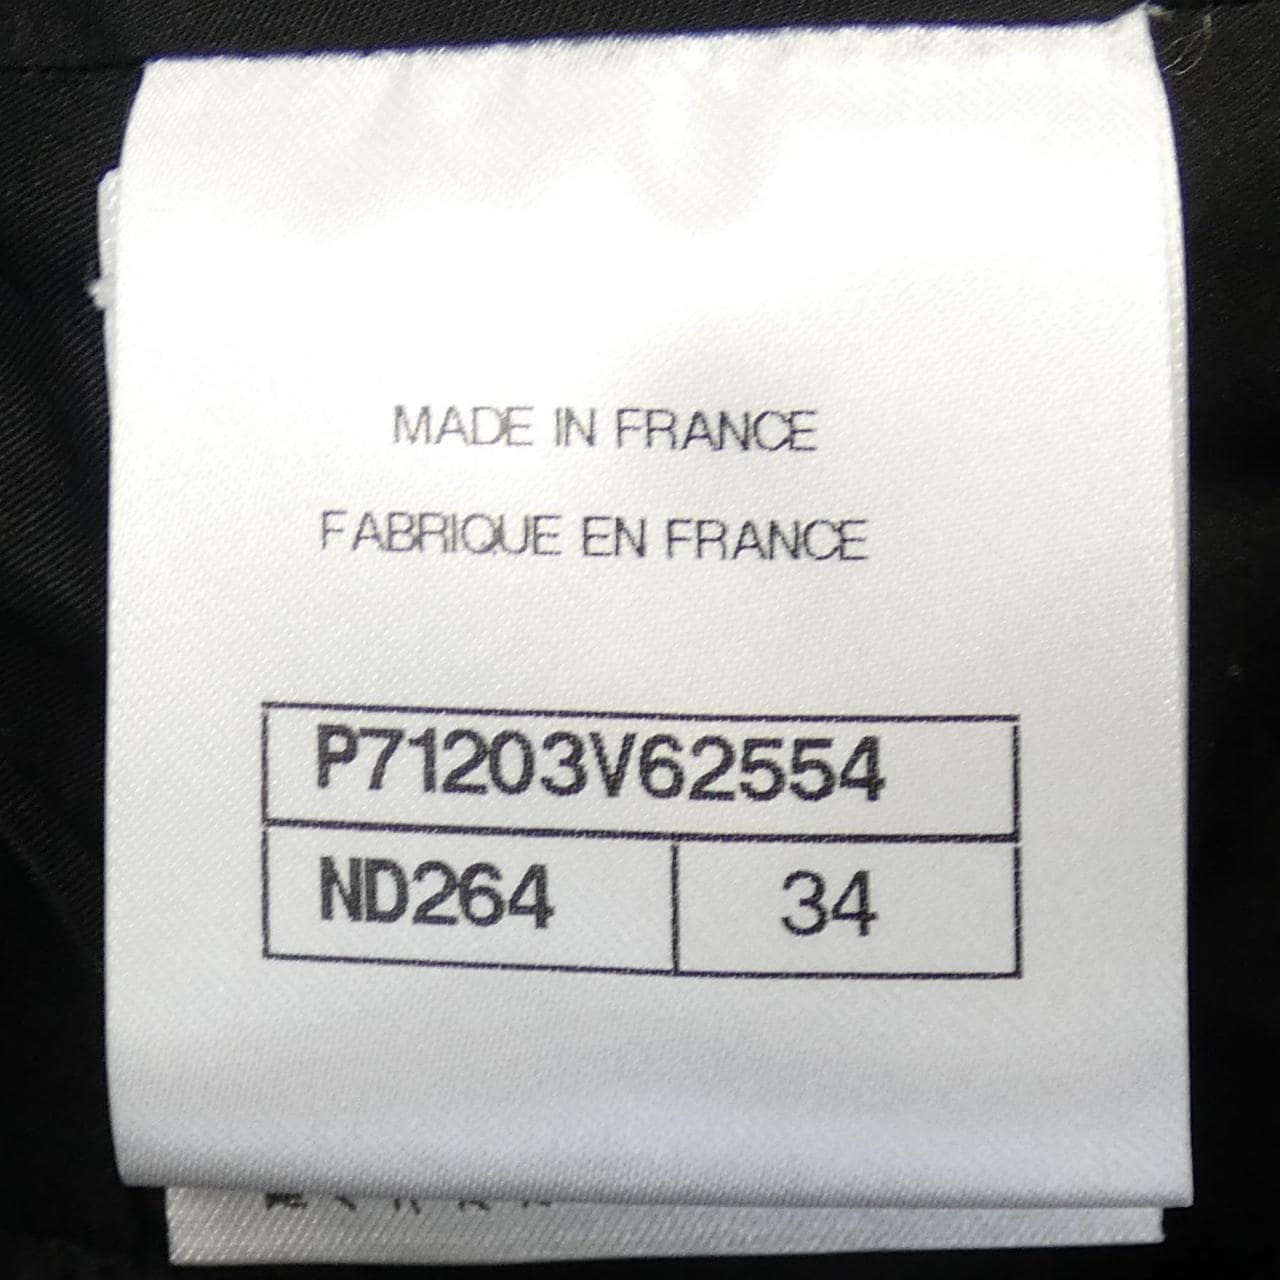 MADE IN FRANCE
FABRIQUE EN FRANCE
P71203V62554
ND264 34